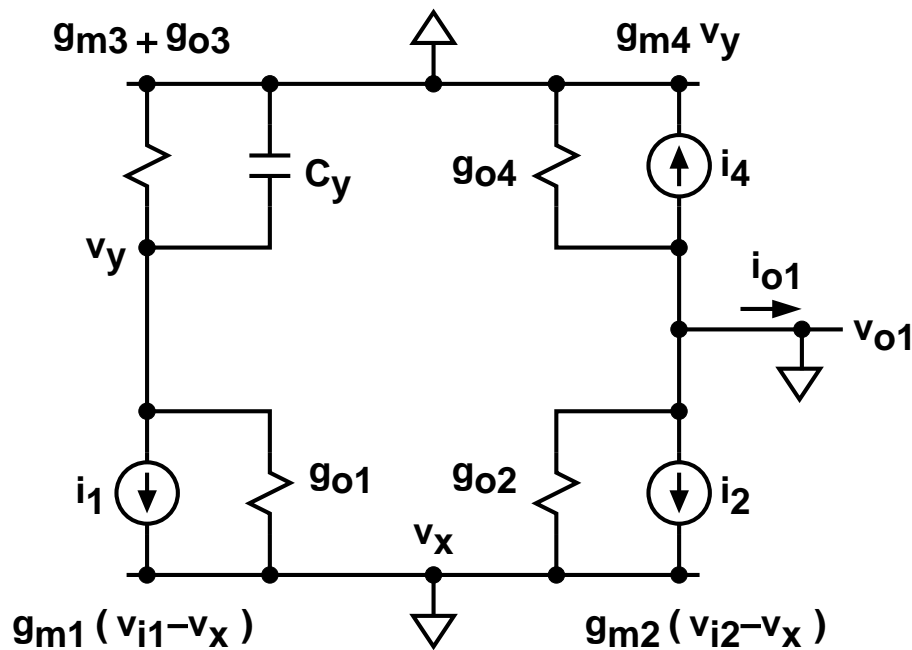 gm3 + go3
gm4 vy
Cy
go4
i4
vy
io1
vo1
i1
go1
go2
i2
vx
gm1 ( vi1–vx )
gm2 ( vi2–vx )